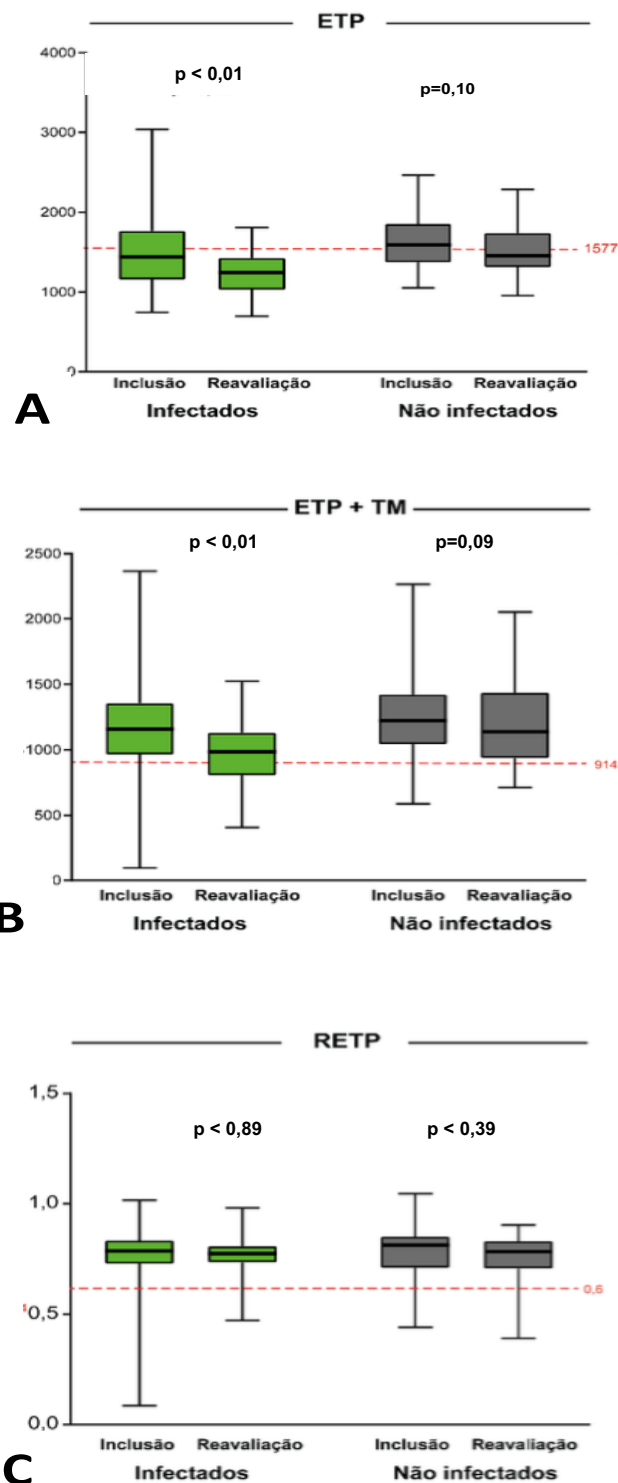 ETP
4000
p < 0,01
p=0,10
3000
2000
1577
1000
0
Inclusão Reavaliação Inclusão Reavaliação
A
Infectados Não infectados
ETP + TM
p < 0,01 p=0,09
2500
2000
1500
1000
914
500
0
Inclusão Reavaliação Inclusão Reavaliação
B
Infectados Não infectados
RETP
1,5
p < 0,89 p < 0,39
1,0
0,6
0,5
0,0
Inclusão Reavaliação Inclusão Reavaliação
C
Infectados Não infectados